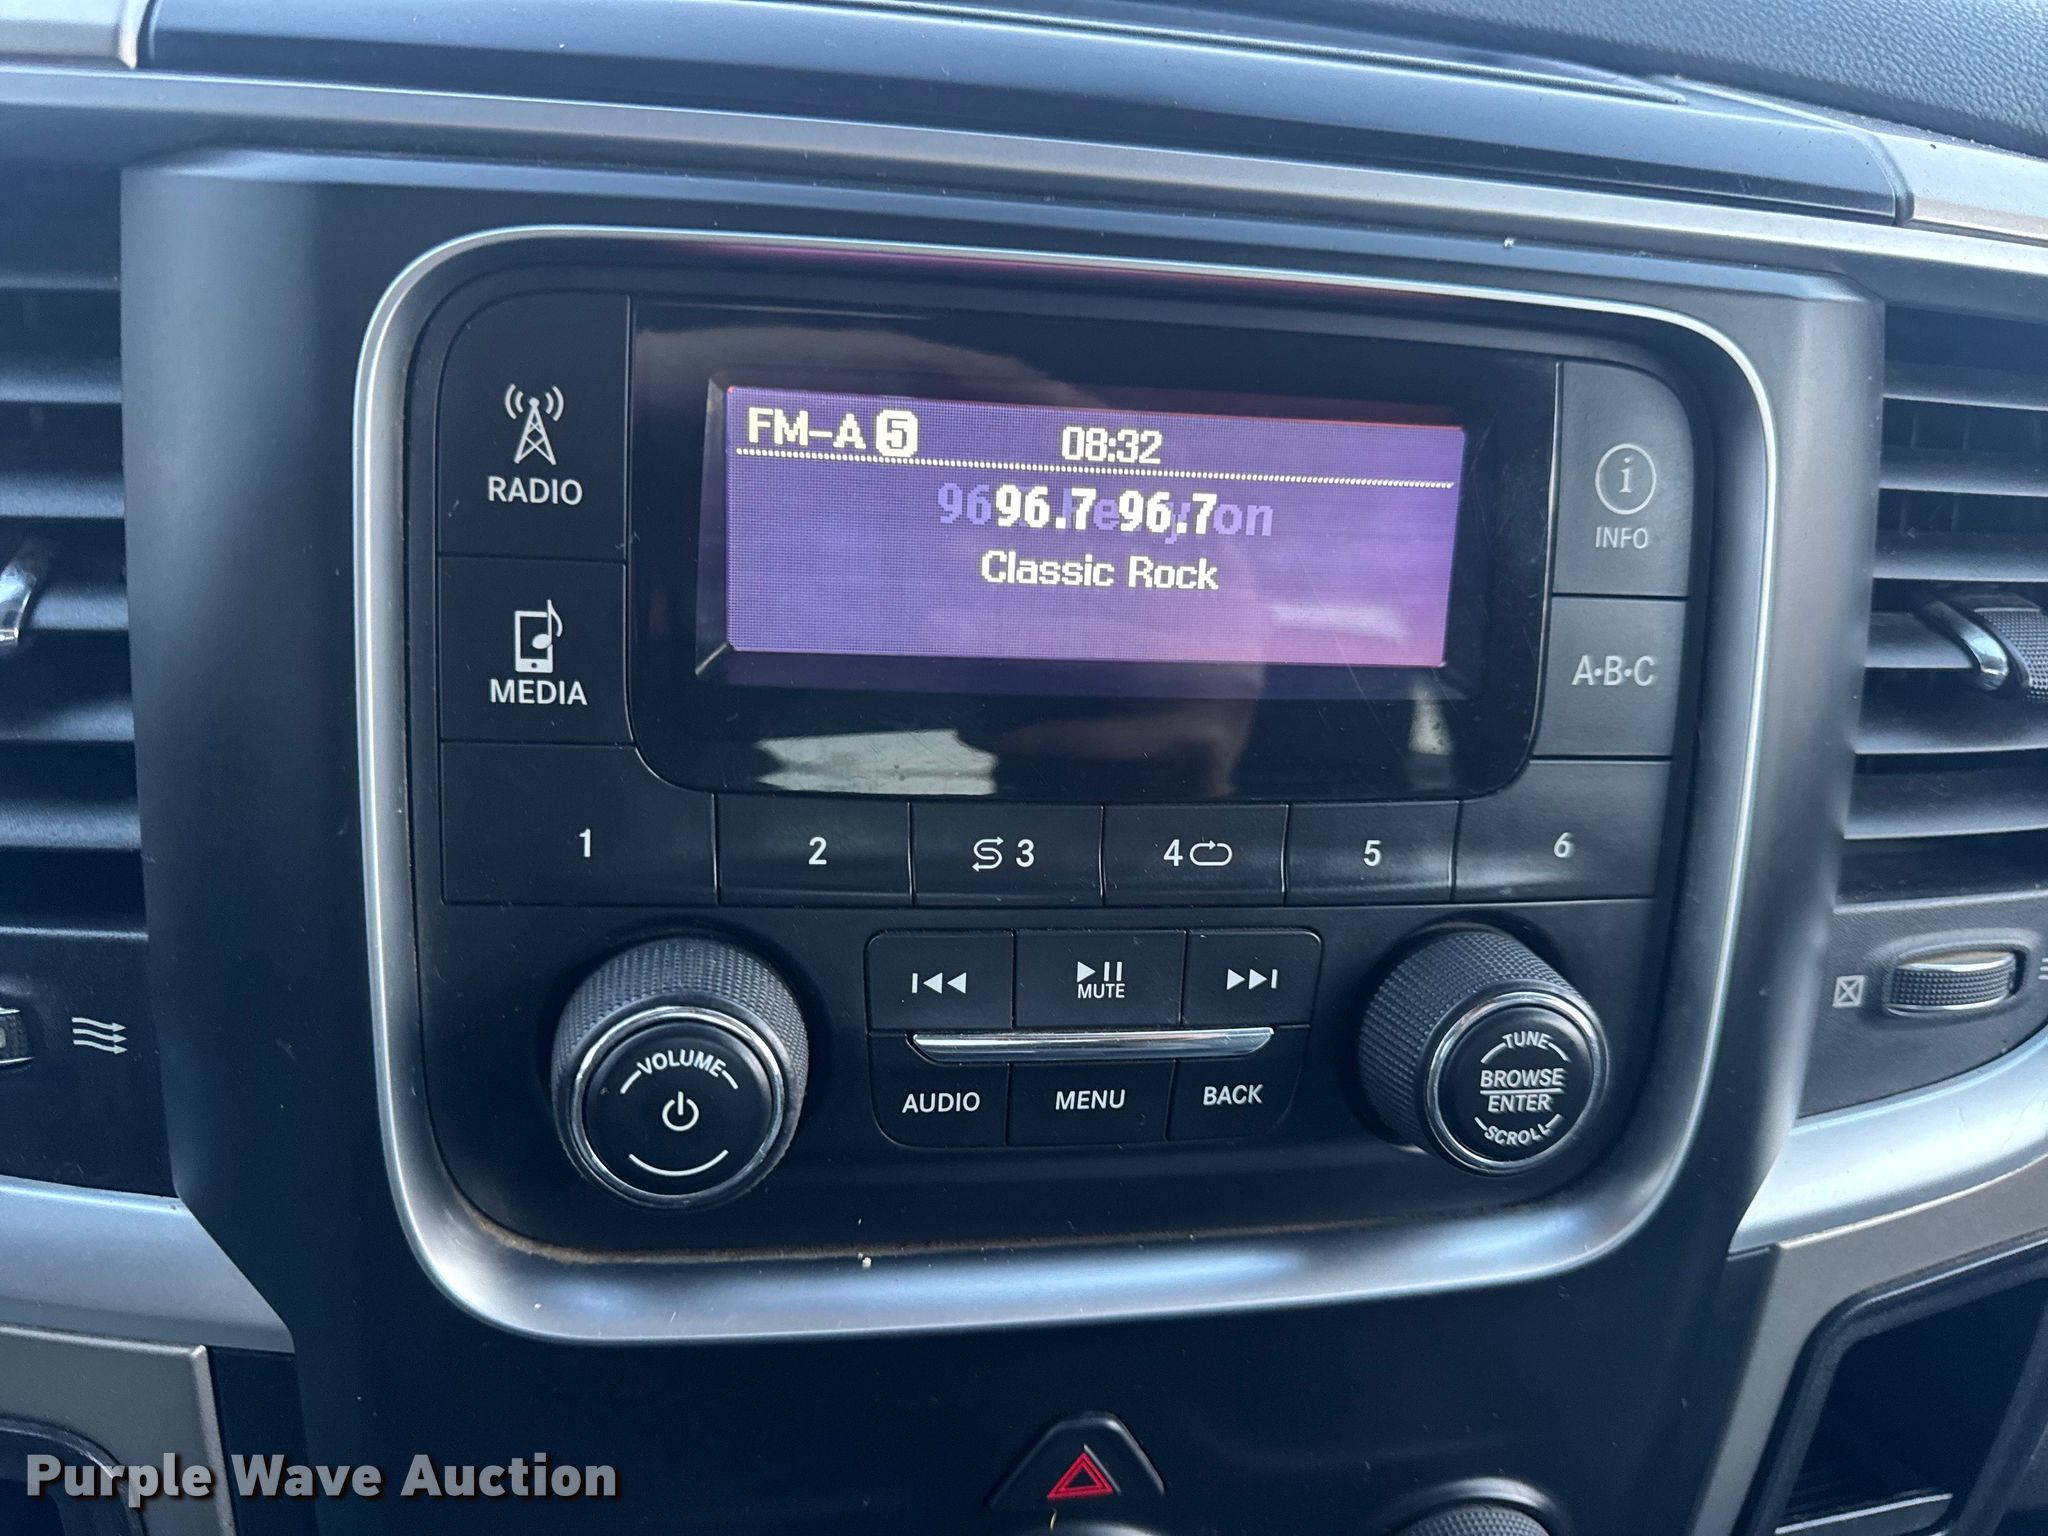 FM-A 5
08:32
96.7 96.7
Classic Rock
RADIO
MEDIA
i
INFO
A·B·C
1
2
3
4
5
6
MUTE
AUDIO
MENU
BACK
VOLUME
TUNE
BROWSE
ENTER
SCROLL
Purple Wave Auction